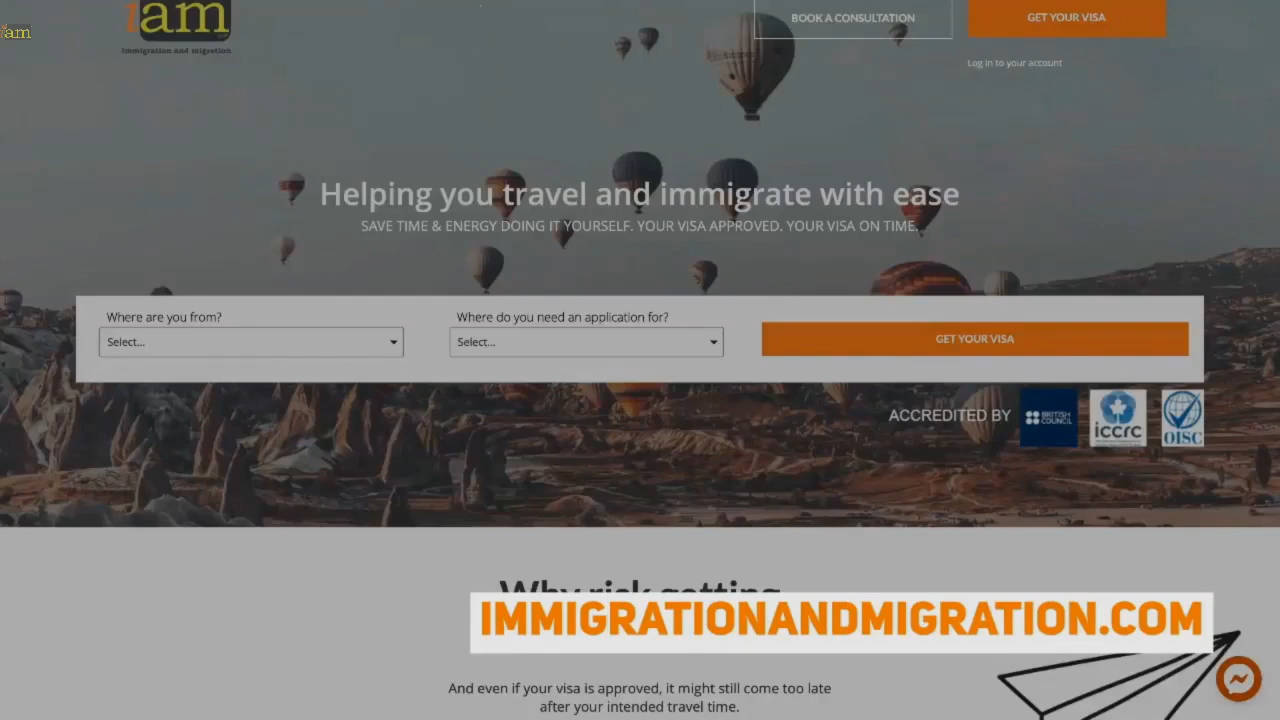 iam
immigration and migration
iam
BOOK A CONSULTATION
GET YOUR VISA
Log in to your account
Helping you travel and immigrate with ease
SAVE TIME & ENERGY DOING IT YOURSELF. YOUR VISA APPROVED. YOUR VISA ON TIME.
Where are you from?
Where do you need an application for?
Select...
Select...
GET YOUR VISA
ACCREDITED BY
BRITISH
COUNCIL
iccrc
OISC
Why risk getting
IMMIGRATIONANDMIGRATION.COM
And even if your visa is approved, it might still come too late
after your intended travel time.